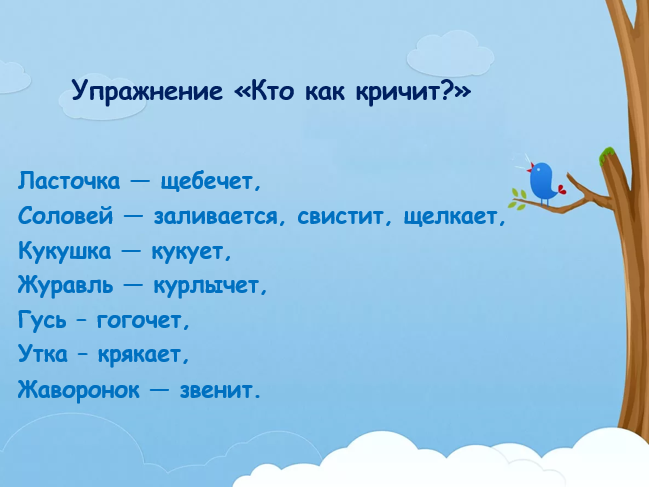 Упражнение «Кто как кричит?»
Ласточка — щебечет,
Соловей — заливается, свистит, щелкает,
Кукушка — кукует,
Журавль — курлычет,
Гусь – гогочет,
Утка – крякает,
Жаворонок — звенит.